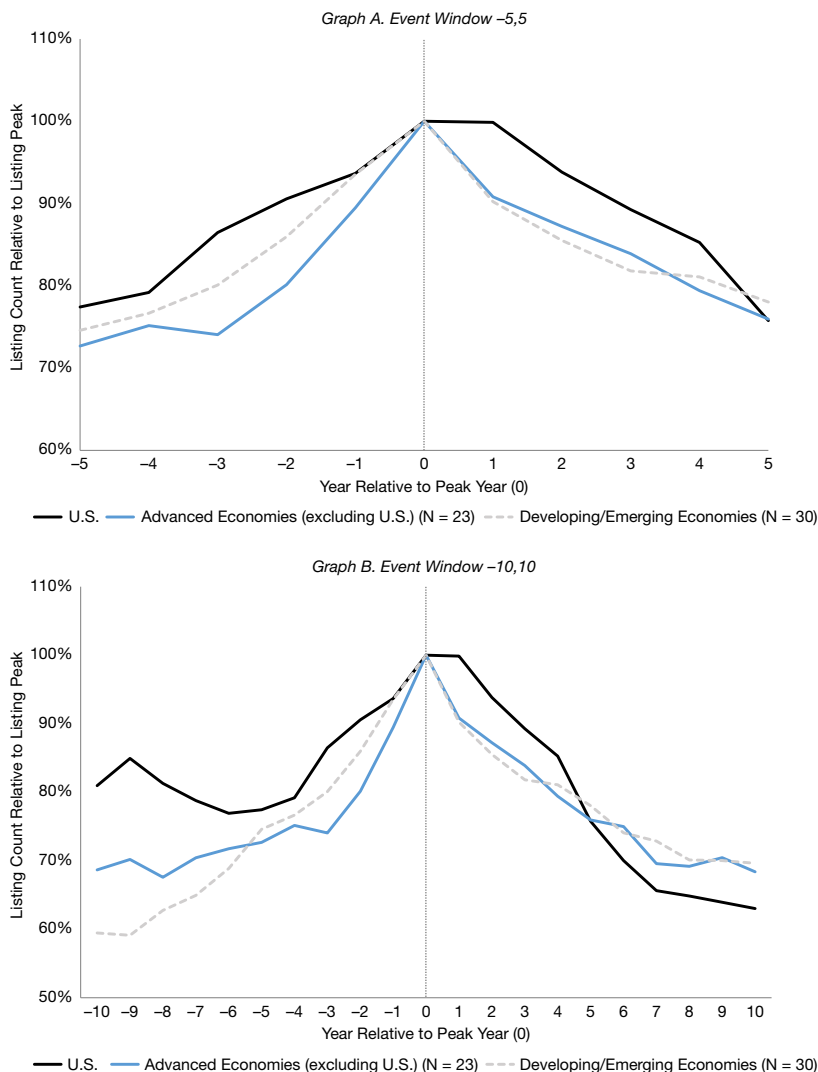 Graph A. Event Window –5,5
110%
100%
90%
80%
70%
60%
Listing Count Relative to Listing Peak
–5 –4 –3 –2 –1 0 1 2 3 4 5
Year Relative to Peak Year (0)
U.S. Advanced Economies (excluding U.S.) (N = 23) Developing/Emerging Economies (N = 30)
Graph B. Event Window –10,10
110%
100%
90%
80%
70%
60%
50%
Listing Count Relative to Listing Peak
–10 –9 –8 –7 –6 –5 –4 –3 –2 –1 0 1 2 3 4 5 6 7 8 9 10
Year Relative to Peak Year (0)
U.S. Advanced Economies (excluding U.S.) (N = 23) Developing/Emerging Economies (N = 30)